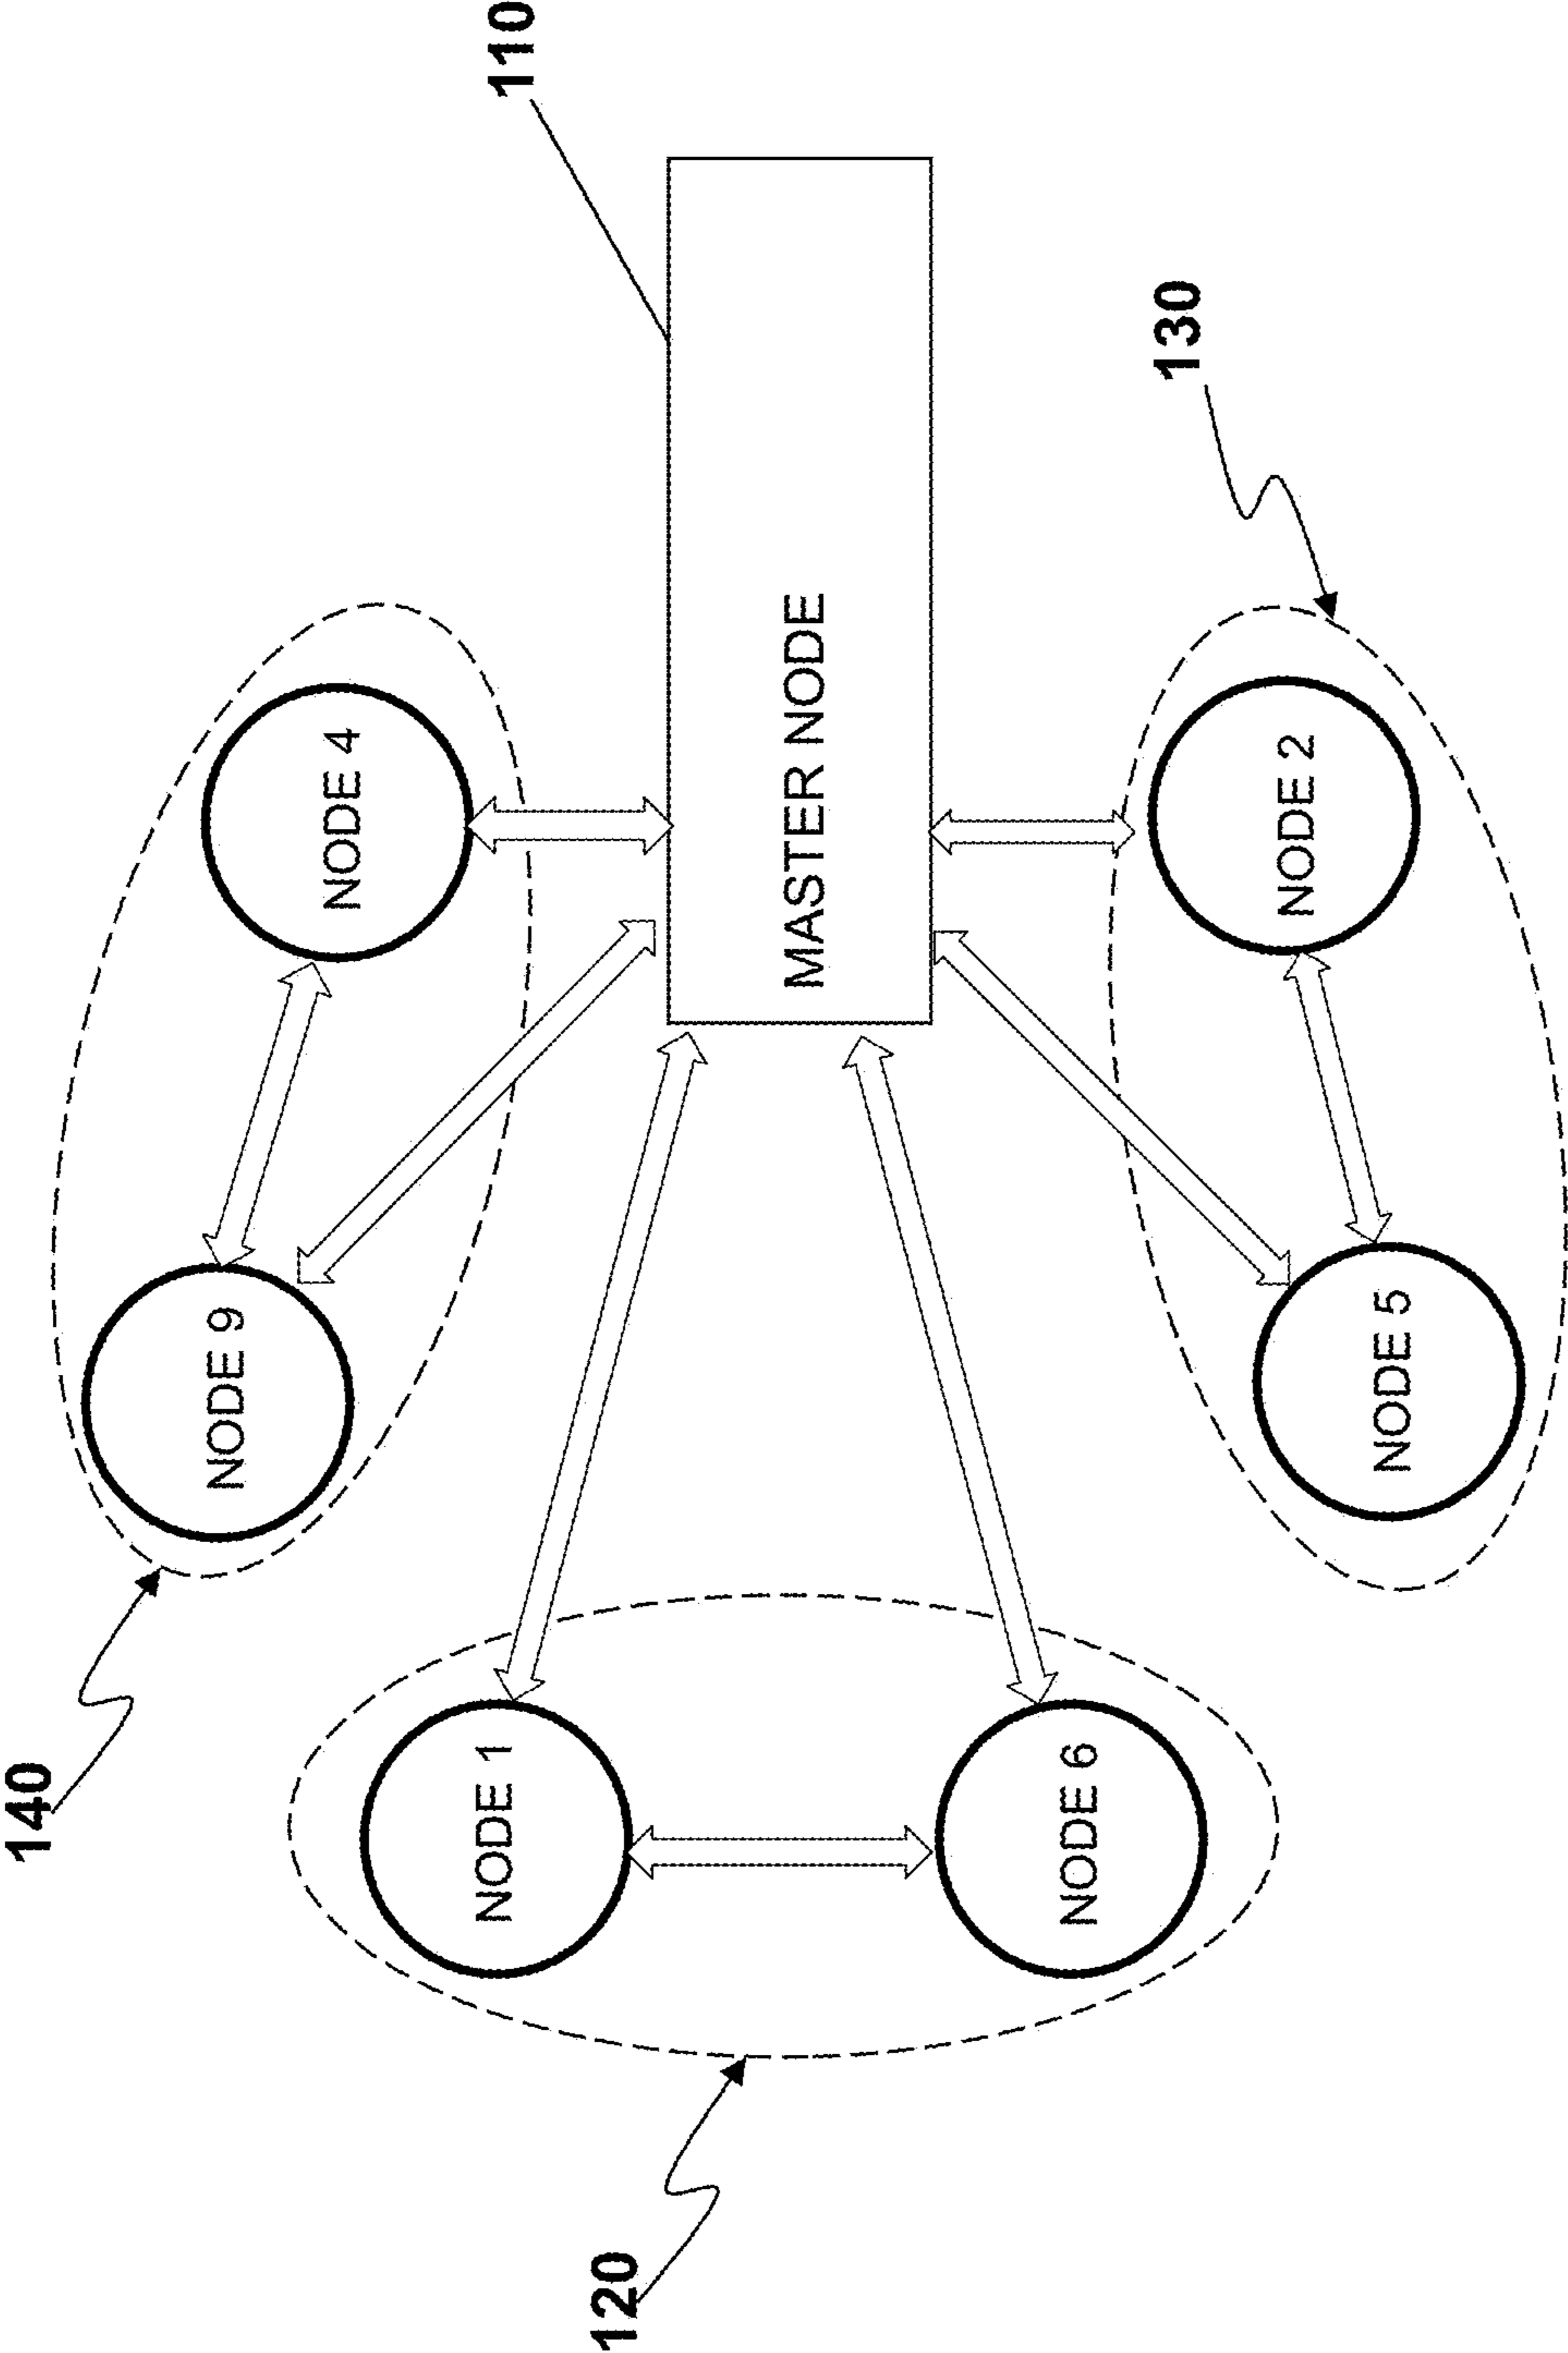 110
MASTER NODE
140
NODE 9
NODE 4
NODE 1
NODE 6
120
NODE 5
NODE 2
130